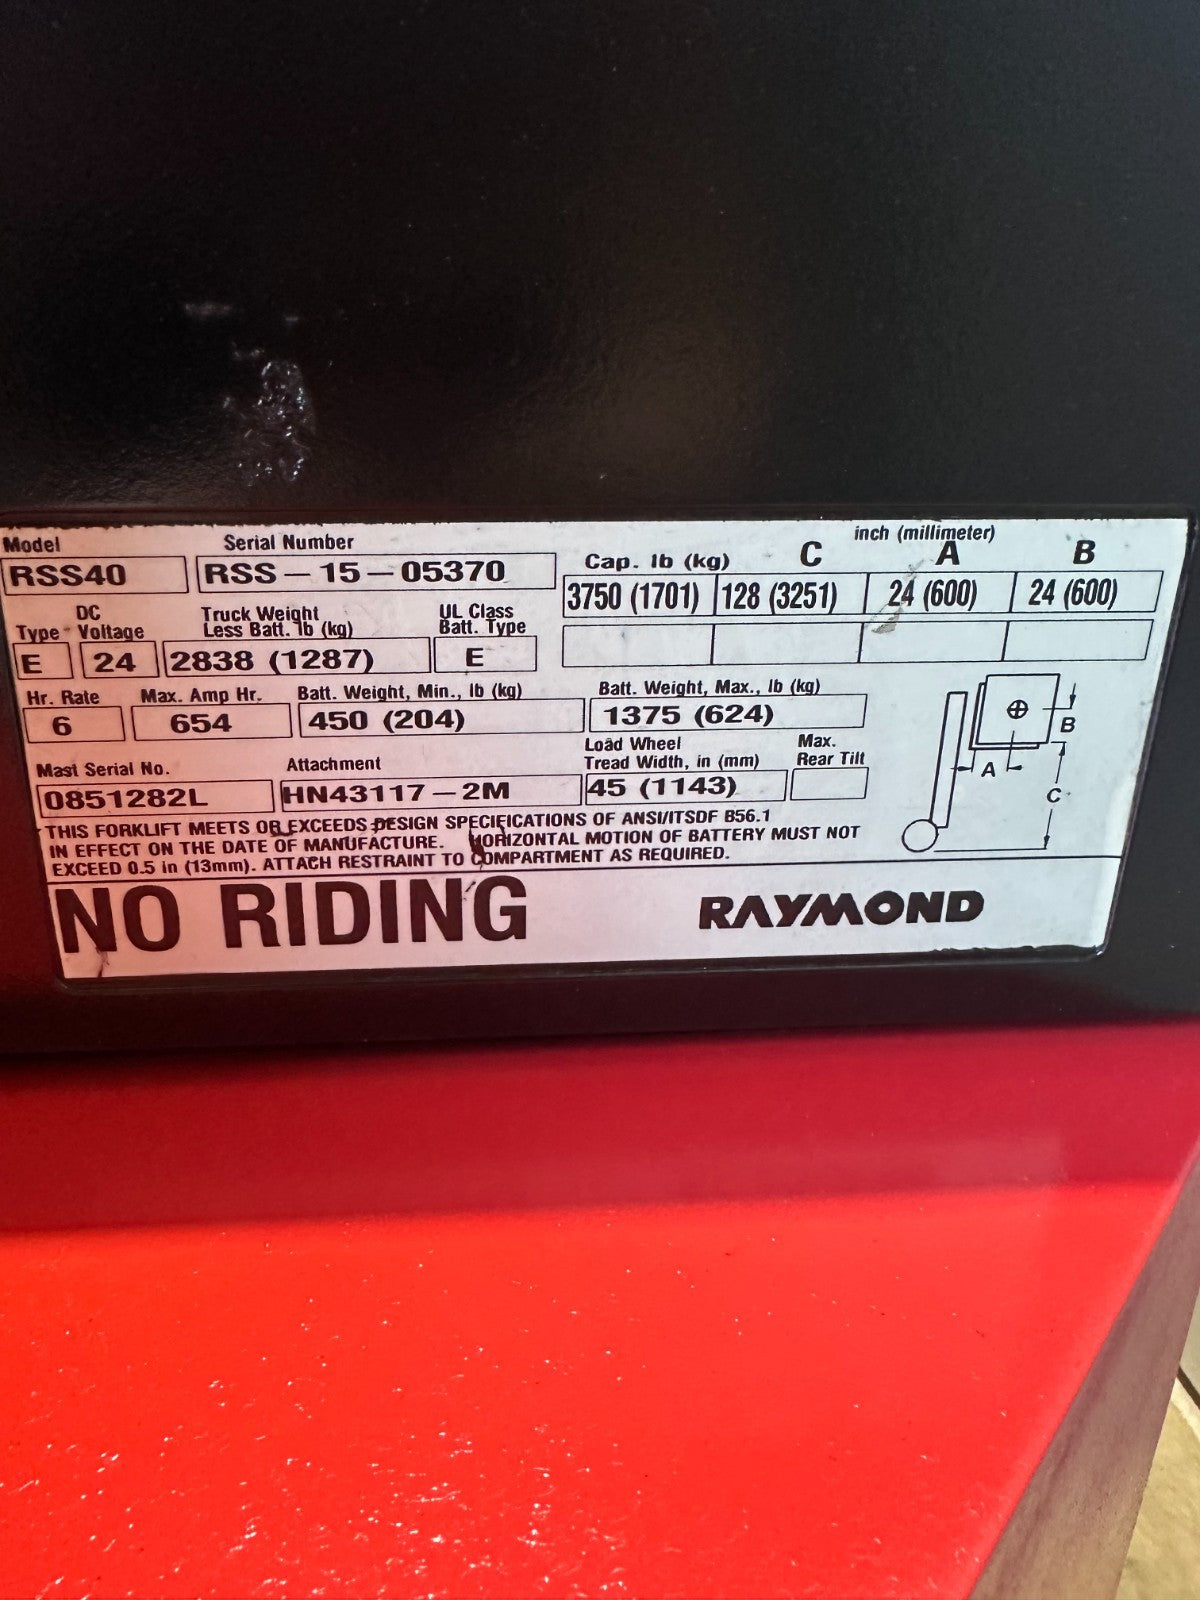 Model Serial Number
RSS40 RSS-15-05370
inch (millimeter)
Cap. lb (kg) C A B
3750 (1701) 128 (3251) 24 (600) 24 (600)
Type DC Voltage Truck Weight Less Batt. lb (kg) UL Class Batt. Type
E 24 2838 (1287) E
Hr. Rate Max. Amp Hr. Batt. Weight, Min., lb (kg) Batt. Weight, Max., lb (kg)
6 654 450 (204) 1375 (624)
Mast Serial No. Attachment Load Wheel Tread Width, in (mm) Max. Rear Tilt
0851282L HN43117-2M 45 (1143)
B
A
C
THIS FORKLIFT MEETS OR EXCEEDS DESIGN SPECIFICATIONS OF ANSI/ITSDF B56.1
IN EFFECT ON THE DATE OF MANUFACTURE. HORIZONTAL MOTION OF BATTERY MUST NOT
EXCEED 0.5 in (13mm). ATTACH RESTRAINT TO COMPARTMENT AS REQUIRED.
NO RIDING RAYMOND